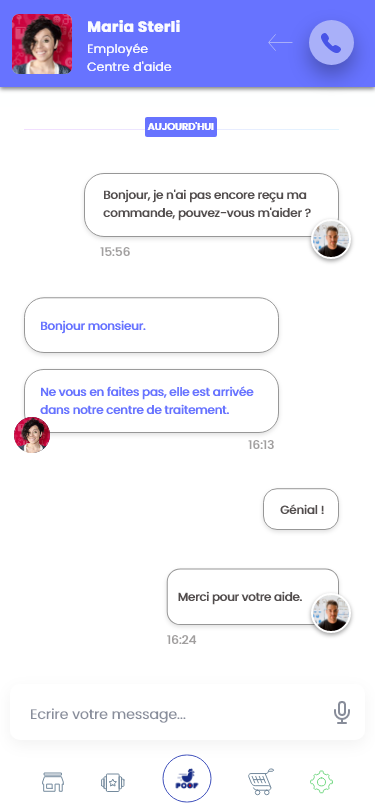 Maria Sterli
Employée
Centre d'aide
AUJOURD'HUI
Bonjour, je n'ai pas encore reçu ma
commande, pouvez-vous m'aider ?
15:56
Bonjour monsieur.
Ne vous en faites pas, elle est arrivée
dans notre centre de traitement.
16:13
Génial !
Merci pour votre aide.
16:24
Ecrire votre message...
POOP